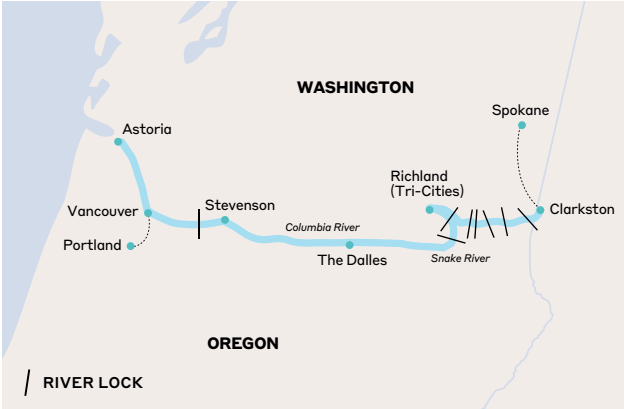 WASHINGTON
Spokane
Astoria
Richland
(Tri-Cities)
Vancouver
Stevenson
Clarkston
Columbia River
Portland
The Dalles
Snake River
OREGON
RIVER LOCK